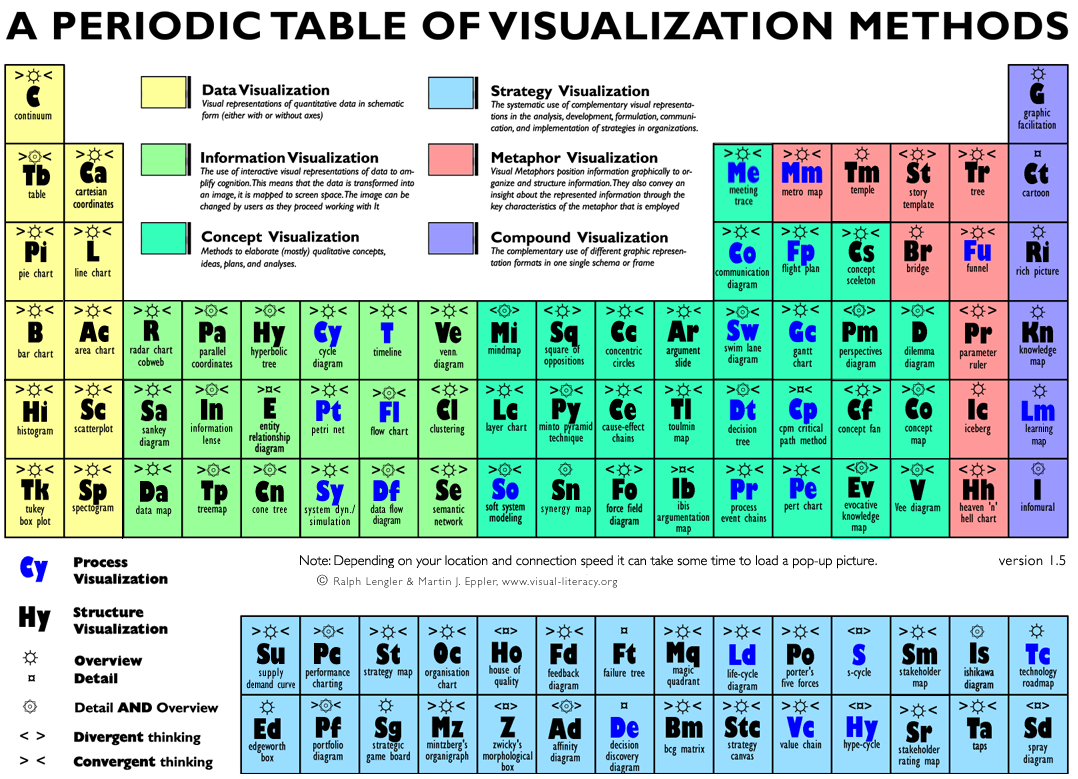 A PERIODIC TABLE OF VISUALIZATION METHODS
C
continuum
Data Visualization
Visual representations of quantitative data in schematic
form (either with or without axes)
Strategy Visualization
The systematic use of complementary visual representa-
tions in the analysis, development, formulation, communi-
cation, and implementation of strategies in organizations.
G
graphic
facilitation
Tb
table
Ca
cartesian
coordinates
Information Visualization
The use of interactive visual representations of data to am-
plify cognition. This means that the data is transformed into
an image, it is mapped to screen space. The image can be
changed by users as they proceed working with It
Metaphor Visualization
Visual Metaphors position information graphically to or-
ganize and structure information. They also convey an
insight about the represented information through the
key characteristics of the metaphor that is employed
Me
meeting
trace
Mm
metro map
Tm
temple
St
story
template
Tr
tree
Ct
cartoon
Pi
pie chart
L
line chart
Concept Visualization
Methods to elaborate (mostly) qualitative concepts,
ideas, plans, and analyses.
Compound Visualization
The complementary use of different graphic represen-
tation formats in one single schema or frame
Co
communication
diagram
Fp
flight plan
Cs
concept
sceleton
Br
bridge
Fu
funnel
Ri
rich picture
B
bar chart
Ac
area chart
R
radar chart
cobweb
Pa
parallel
coordinates
Hy
hyperbolic
tree
Cy
cycle
diagram
T
timeline
Ve
venn
diagram
Mi
mindmap
Sq
square of
oppositions
Cc
concentric
circles
Ar
argument
slide
Sw
swim lane
diagram
Gc
gantt
chart
Pm
perspectives
diagram
D
dilemma
diagram
Pr
parameter
ruler
Kn
knowledge
map
Hi
histogram
Sc
scatterplot
Sa
sankey
diagram
In
information
lense
E
entity
relationship
diagram
Pt
petri net
Fl
flow chart
Cl
clustering
Lc
layer chart
Py
minto pyramid
technique
Ce
cause-effect
chains
Tl
toulmin
map
Dt
decision
tree
Cp
cpm critical
path method
Cf
concept fan
Co
concept
map
Ic
iceberg
Lm
learning
map
Tk
tukey
box plot
Sp
spectogram
Da
data map
Tp
treemap
Cn
cone tree
Sy
system dyn./
simulation
Df
data flow
diagram
Se
semantic
network
So
soft system
modeling
Sn
synergy map
Fo
force field
diagram
Ib
ibis
argumentation
map
Pr
process
event chains
Pe
pert chart
Ev
evocative
knowledge
map
V
Vee diagram
Hh
heaven 'n'
hell chart
I
infomural
Cy
Process
Visualization
Note: Depending on your location and connection speed it can take some time to load a pop-up picture.
version 1.5
© Ralph Lengler & Martin J. Eppler, www.visual-literacy.org
Hy
Structure
Visualization
Overview
Detail
Detail AND Overview
< > Divergent thinking
> < Convergent thinking
Su
supply
demand curve
Pc
performance
charting
St
strategy map
Oc
organisation
chart
Ho
house of
quality
Fd
feedback
diagram
Ft
failure tree
Mq
magic
quadrant
Ld
life-cycle
diagram
Po
porter's
five forces
S
s-cycle
Sm
stakeholder
map
Is
ishikawa
diagram
Tc
technology
roadmap
Ed
edgeworth
box
Pf
portfolio
diagram
Sg
strategic
game board
Mz
mintzberg's
organigraph
Z
zwicky's
morphological
box
Ad
affinity
diagram
De
decision
discovery
diagram
Bm
bcg matrix
Stc
strategy
canvas
Vc
value chain
Hy
hype-cycle
Sr
stakeholder
rating map
Ta
taps
Sd
spray
diagram